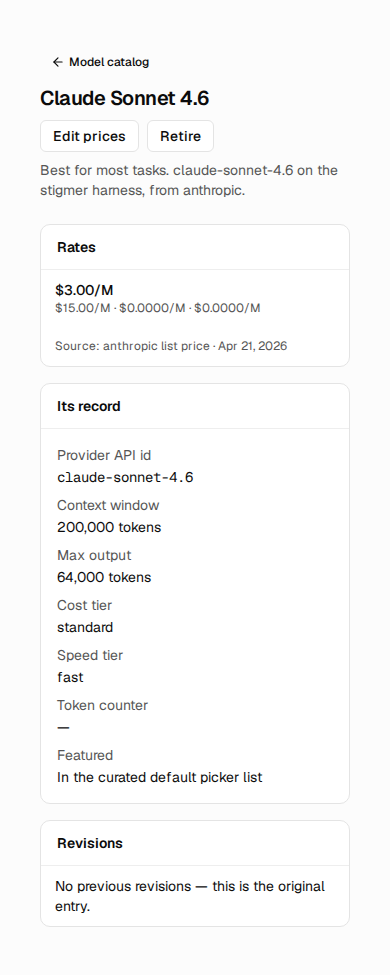 ← Model catalog
Claude Sonnet 4.6
Edit prices
Retire
Best for most tasks. claude-sonnet-4.6 on the
stigmer harness, from anthropic.
Rates
$3.00/M
$15.00/M · $0.0000/M · $0.0000/M
Source: anthropic list price · Apr 21, 2026
Its record
Provider API id
claude-sonnet-4.6
Context window
200,000 tokens
Max output
64,000 tokens
Cost tier
standard
Speed tier
fast
Token counter
—
Featured
In the curated default picker list
Revisions
No previous revisions — this is the original
entry.